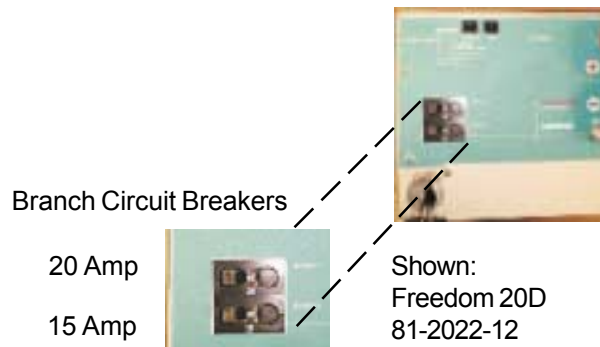 Branch Circuit Breakers
20 Amp
15 Amp
Shown:
Freedom 20D
81-2022-12